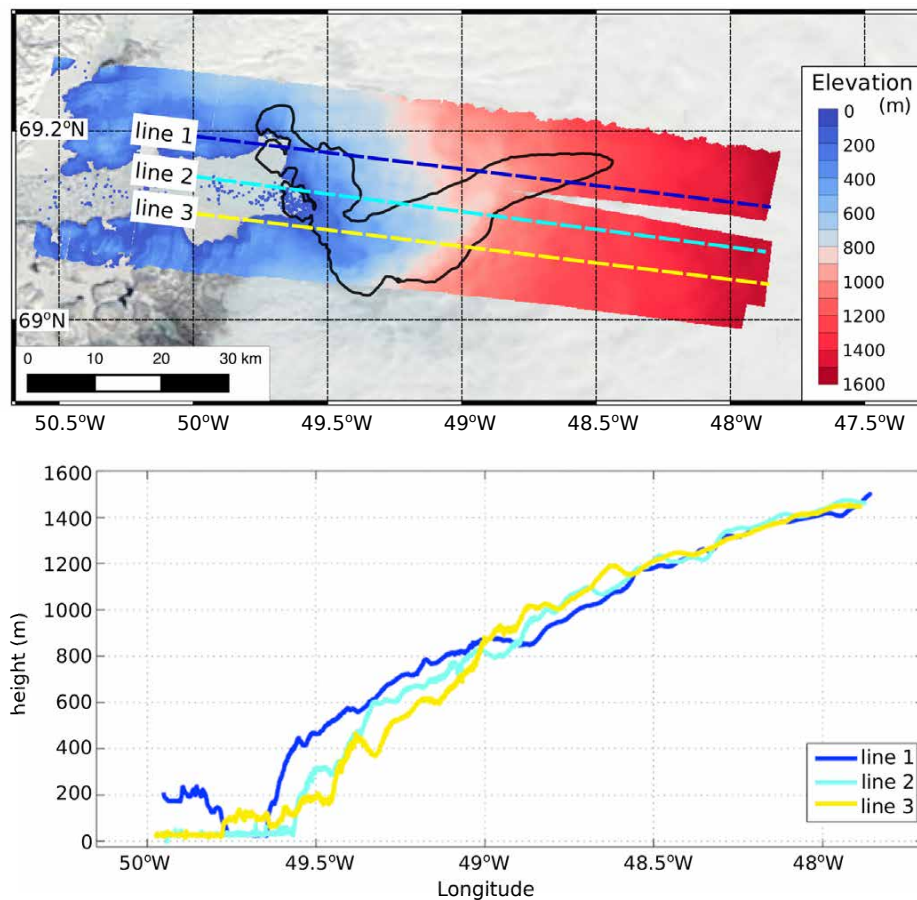 Elevation
(m)
0
200
400
600
800
1000
1200
1400
1600
69.2°N
69°N
line 1
line 2
line 3
0 10 20 30 km
50.5°W 50°W 49.5°W 49°W 48.5°W 48°W 47.5°W
1600
1400
1200
1000
800
600
400
200
0
height (m)
line 1
line 2
line 3
50°W 49.5°W 49°W 48.5°W 48°W
Longitude